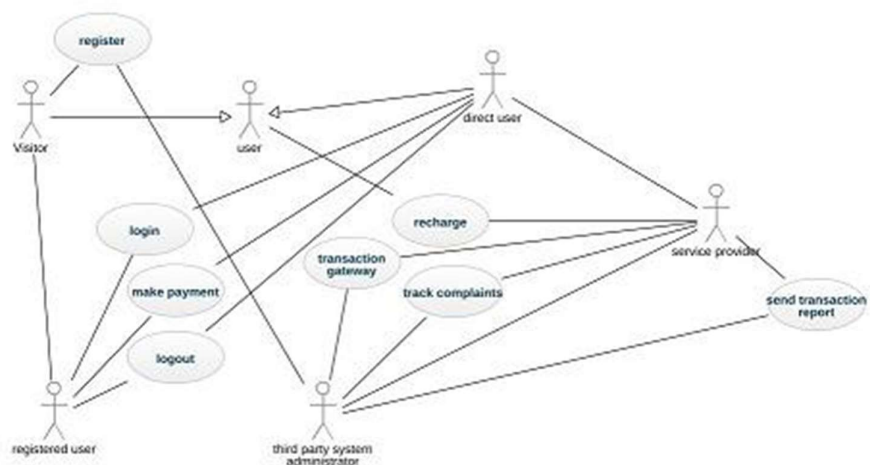 register
Visitor
user
direct user
login
recharge
service provider
transaction
gateway
make payment
track complaints
send transaction
report
logout
registered user
third party system
administrator